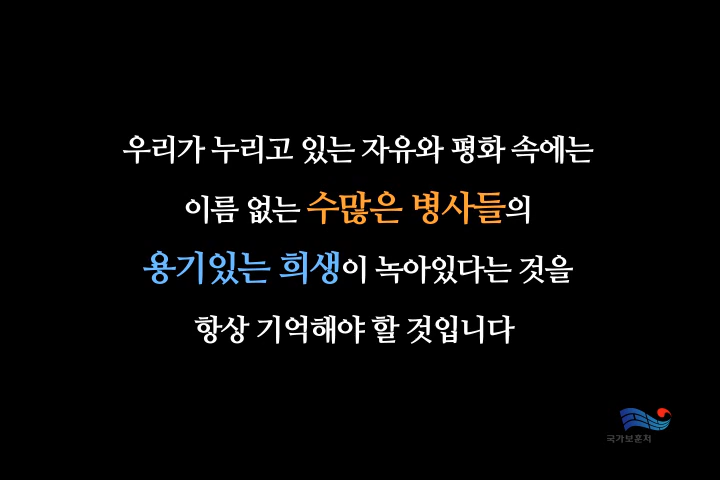 우리가 누리고 있는 자유와 평화 속에는
이름 없는 수많은 병사들의
용기있는 희생이 녹아있다는 것을
항상 기억해야 할 것입니다
국가보훈처